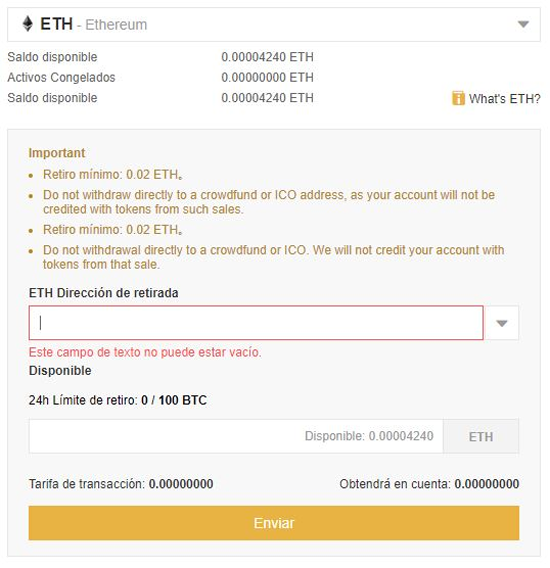 ETH - Ethereum
Saldo disponible 0.00004240 ETH
Activos Congelados 0.00000000 ETH
Saldo disponible 0.00004240 ETH
What's ETH?
Important
• Retiro mínimo: 0.02 ETH。
• Do not withdraw directly to a crowdfund or ICO address, as your account will not be
credited with tokens from such sales.
• Retiro mínimo: 0.02 ETH。
• Do not withdrawal directly to a crowdfund or ICO. We will not credit your account with
tokens from that sale.
ETH Dirección de retirada
Este campo de texto no puede estar vacío.
Disponible
24h Límite de retiro: 0 / 100 BTC
Disponible: 0.00004240 ETH
Tarifa de transacción: 0.00000000 Obtendrá en cuenta: 0.00000000
Enviar